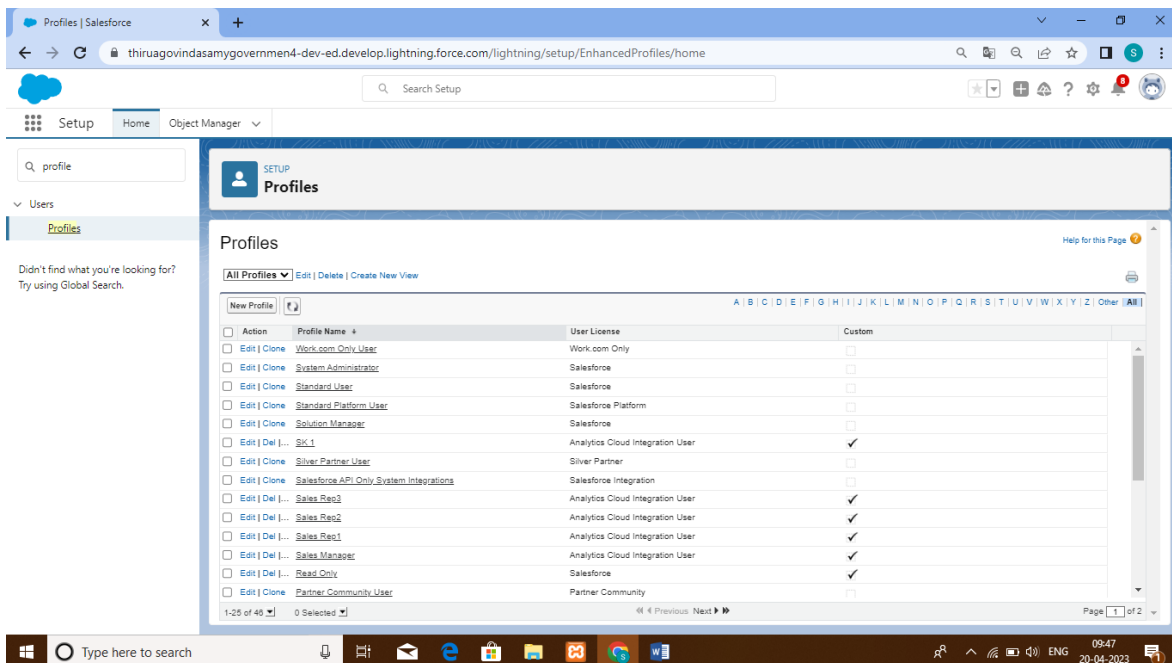 Profiles | Salesforce
thiruagovindasamygovernmen4-dev-ed.develop.lightning.force.com/lightning/setup/EnhancedProfiles/home
S
Search Setup
8
Setup Home Object Manager
profile
Users
Profiles
Didn't find what you're looking for?
Try using Global Search.
SETUP
Profiles
Profiles
Help for this Page ?
All Profiles Edit | Delete | Create New View
New Profile
A | B | C | D | E | F | G | H | I | J | K | L | M | N | O | P | Q | R | S | T | U | V | W | X | Y | Z | Other All
Action Profile Name User License Custom
Edit | Clone Work.com Only User Work.com Only
Edit | Clone System Administrator Salesforce
Edit | Clone Standard User Salesforce
Edit | Clone Standard Platform User Salesforce Platform
Edit | Clone Solution Manager Salesforce
Edit | Del |... SK 1 Analytics Cloud Integration User
Edit | Clone Silver Partner User Silver Partner
Edit | Clone Salesforce API Only System Integrations Salesforce Integration
Edit | Del |... Sales Rep3 Analytics Cloud Integration User
Edit | Del |... Sales Rep2 Analytics Cloud Integration User
Edit | Del |... Sales Rep1 Analytics Cloud Integration User
Edit | Del |... Sales Manager Analytics Cloud Integration User
Edit | Del |... Read Only Salesforce
Edit | Clone Partner Community User Partner Community
1-25 of 46 0 Selected Previous Next Page 1 of 2
Type here to search
ENG
09:47
20-04-2023